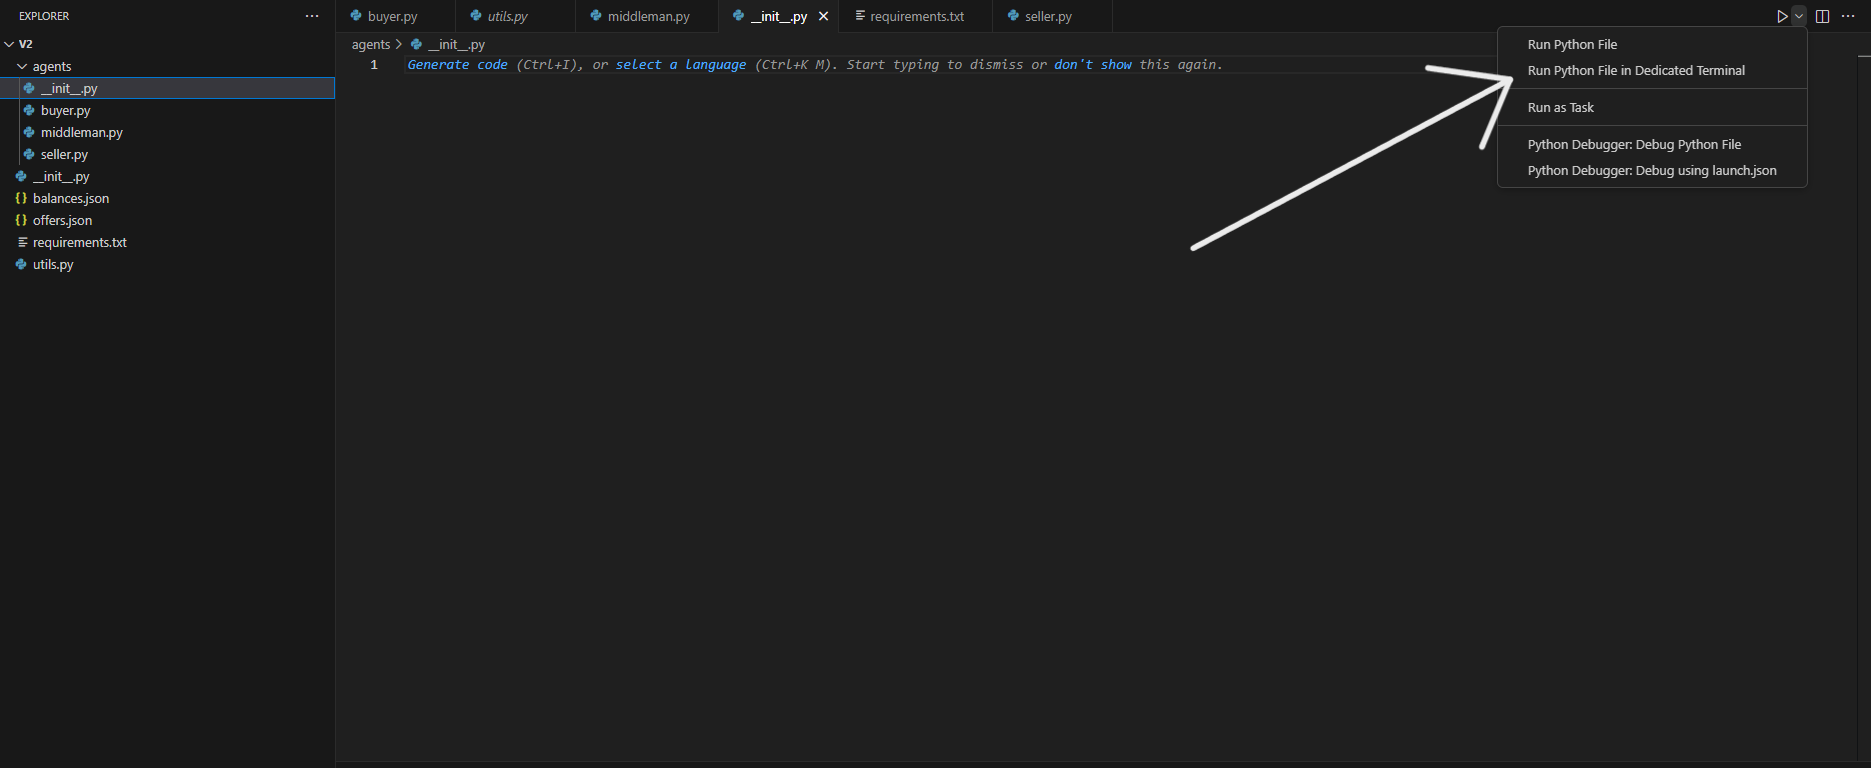 EXPLORER
V2
agents
__init__.py
buyer.py
middleman.py
seller.py
__init__.py
{} balances.json
{} offers.json
requirements.txt
utils.py
buyer.py utils.py middleman.py __init__.py requirements.txt seller.py
agents > __init__.py
1 Generate code (Ctrl+I), or select a language (Ctrl+K M). Start typing to dismiss or don't show this again.
Run Python File
Run Python File in Dedicated Terminal
Run as Task
Python Debugger: Debug Python File
Python Debugger: Debug using launch.json